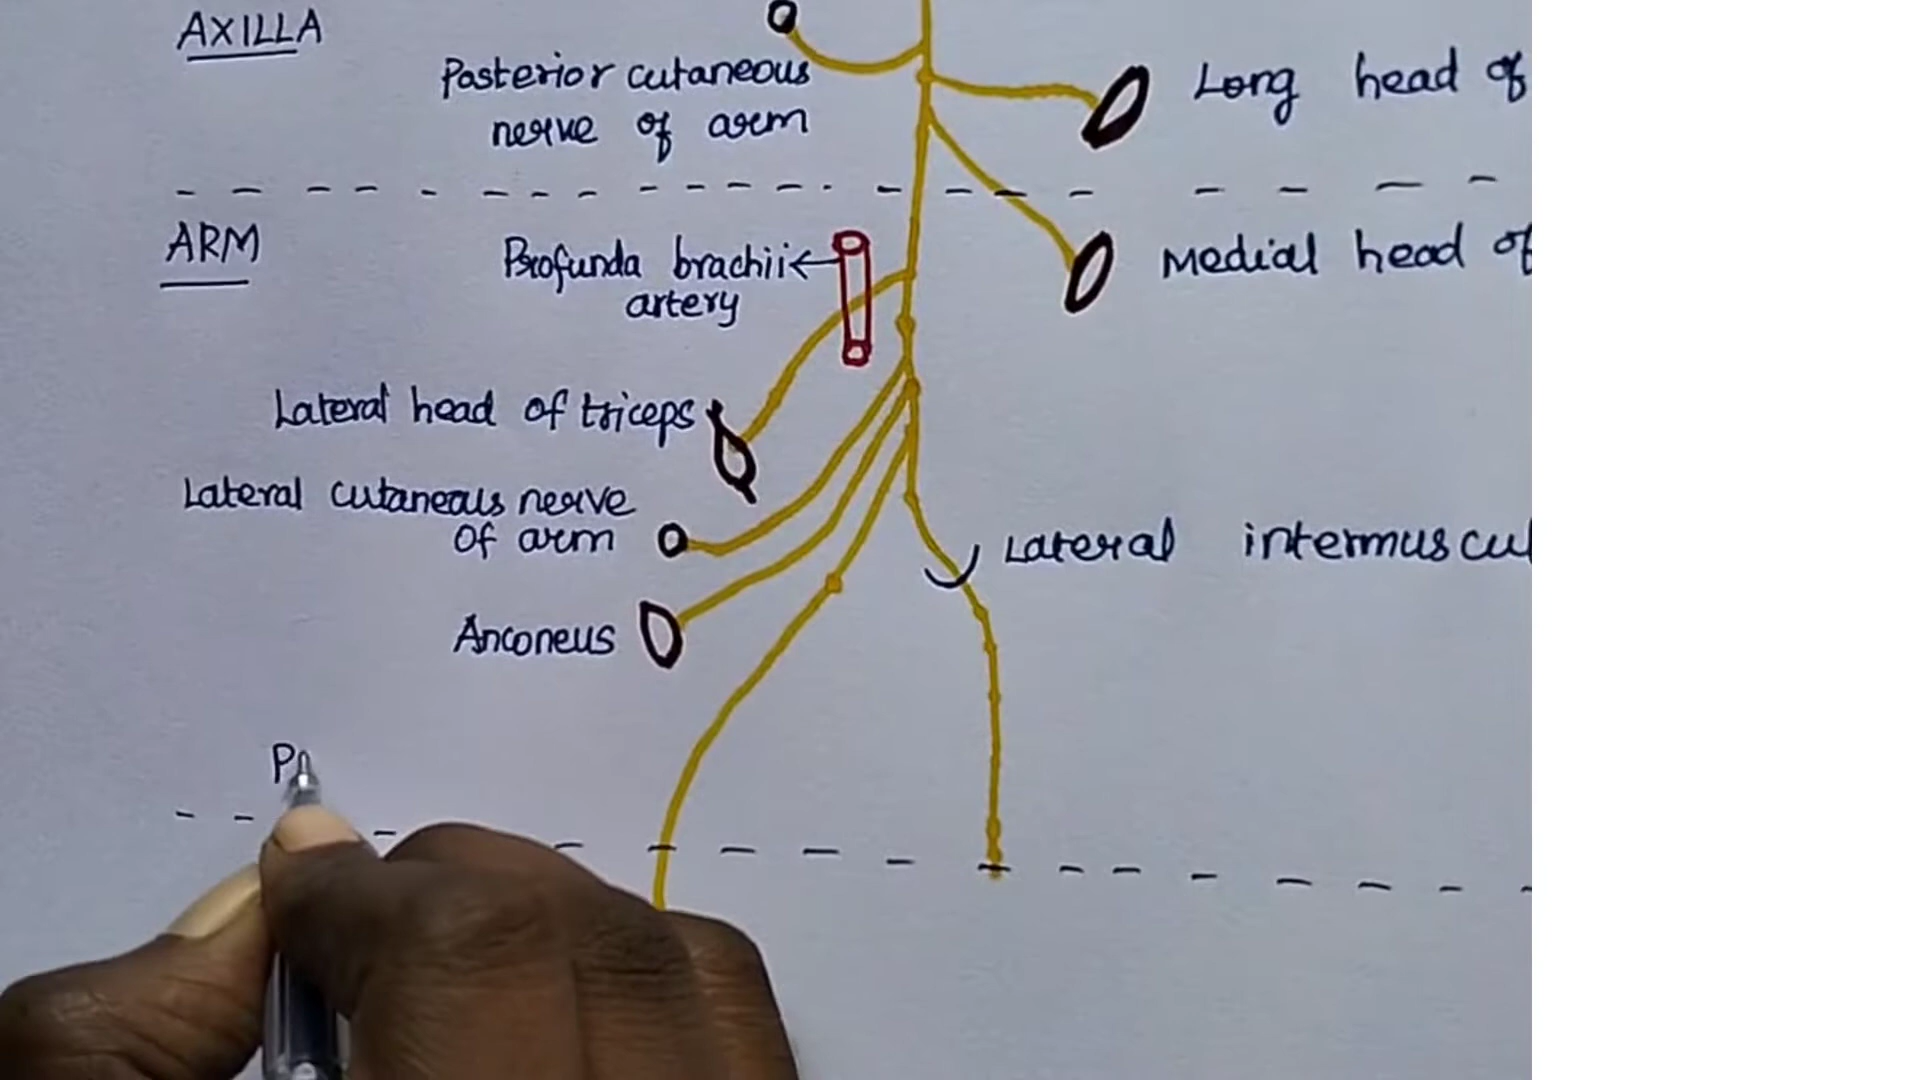 AXILLA
Posterior cutaneous
nerve of arm
Long head of
ARM
Profunda brachii
artery
Medial head of
Lateral head of triceps
Lateral cutaneous nerve
of arm
Lateral intermuscul
Anconeus
P